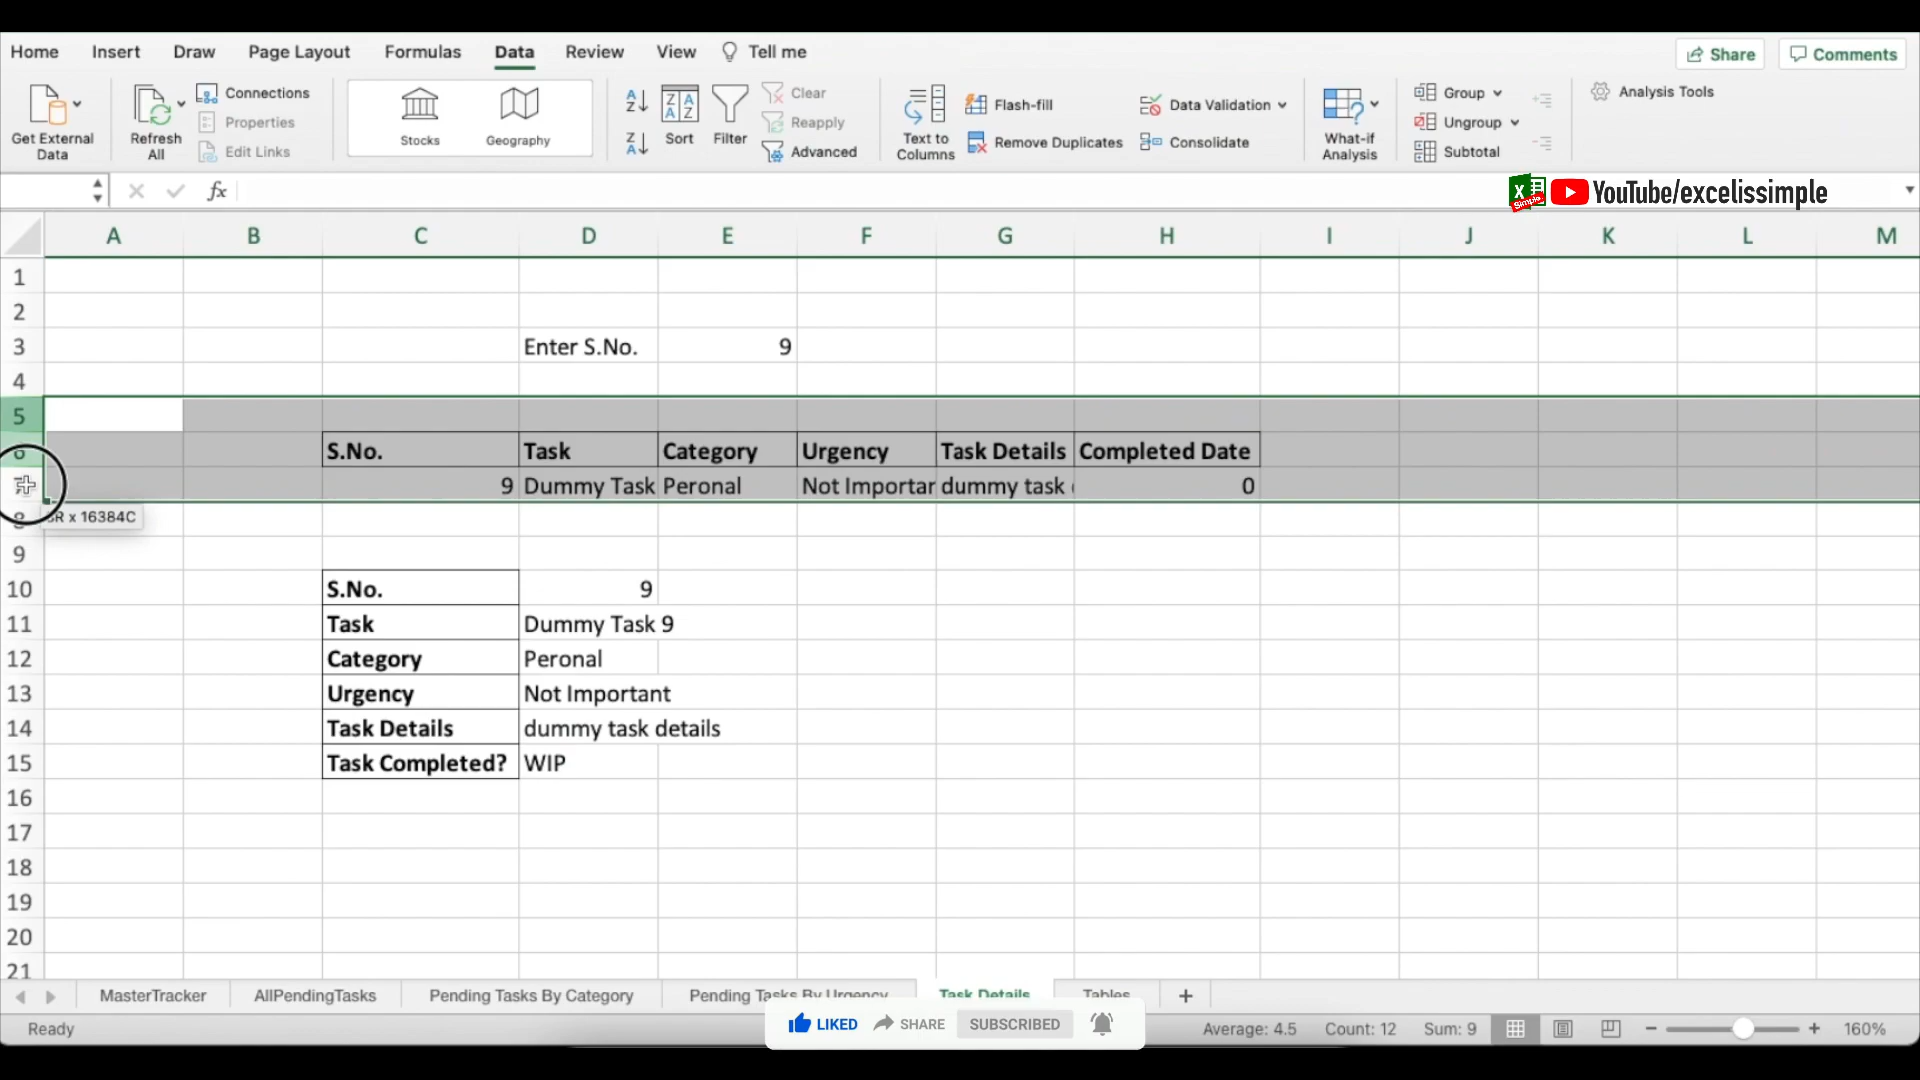 Home Insert Draw Page Layout Formulas Data Review View Tell me Share Comments
Get External Data
Refresh All
Connections
Properties
Edit Links
Stocks Geography
Sort Filter
Clear
Reapply
Advanced
Text to Columns
Flash-fill
Remove Duplicates
Data Validation
Consolidate
What-if Analysis
Group
Ungroup
Subtotal
Analysis Tools
fx
Simple YouTube/excelissimple
A B C D E F G H I J K L M
1
2
3 Enter S.No. 9
4
5
6 S.No. Task Category Urgency Task Details Completed Date
9 Dummy Task Peronal Not Importan dummy task 0
8 R x 16384C
9
10 S.No. 9
11 Task Dummy Task 9
12 Category Peronal
13 Urgency Not Important
14 Task Details dummy task details
15 Task Completed? WIP
16
17
18
19
20
21
MasterTracker AllPendingTasks Pending Tasks By Category Pending Tasks By Urgency Task Details Tables +
Ready LIKED SHARE SUBSCRIBED Average: 4.5 Count: 12 Sum: 9 160%